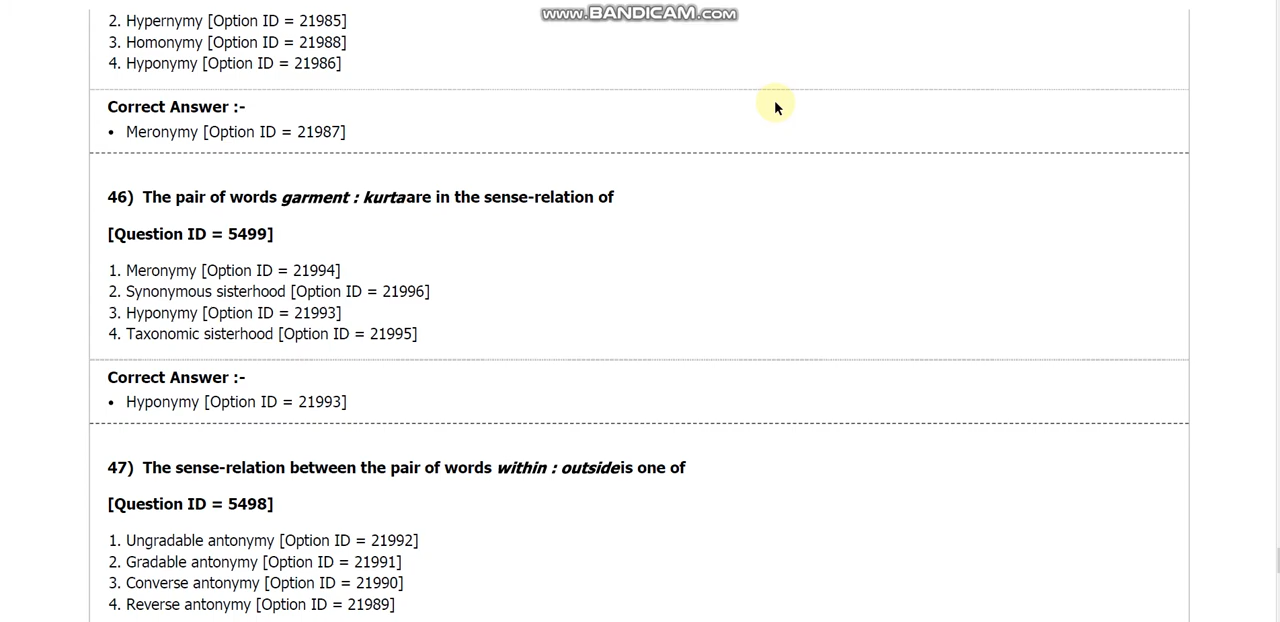 www.BANDICAM.com
2. Hypernymy [Option ID = 21985]
3. Homonymy [Option ID = 21988]
4. Hyponymy [Option ID = 21986]
Correct Answer :-
• Meronymy [Option ID = 21987]
46) The pair of words garment : kurtaare in the sense-relation of
[Question ID = 5499]
1. Meronymy [Option ID = 21994]
2. Synonymous sisterhood [Option ID = 21996]
3. Hyponymy [Option ID = 21993]
4. Taxonomic sisterhood [Option ID = 21995]
Correct Answer :-
• Hyponymy [Option ID = 21993]
47) The sense-relation between the pair of words within : outsideis one of
[Question ID = 5498]
1. Ungradable antonymy [Option ID = 21992]
2. Gradable antonymy [Option ID = 21991]
3. Converse antonymy [Option ID = 21990]
4. Reverse antonymy [Option ID = 21989]